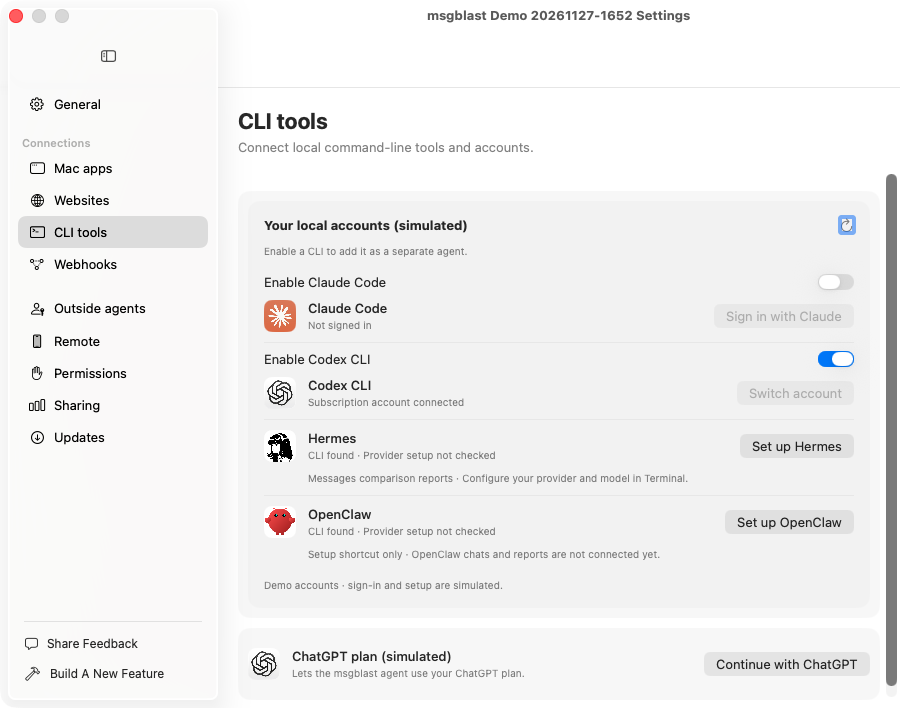 msgblast Demo 20261127-1652 Settings
General
Connections
Mac apps
Websites
CLI tools
Webhooks
Outside agents
Remote
Permissions
Sharing
Updates
Share Feedback
Build A New Feature
CLI tools
Connect local command-line tools and accounts.
Your local accounts (simulated)
Enable a CLI to add it as a separate agent.
Enable Claude Code
Claude Code
Not signed in
Sign in with Claude
Enable Codex CLI
Codex CLI
Subscription account connected
Switch account
Hermes
CLI found · Provider setup not checked
Set up Hermes
Messages comparison reports · Configure your provider and model in Terminal.
OpenClaw
CLI found · Provider setup not checked
Set up OpenClaw
Setup shortcut only · OpenClaw chats and reports are not connected yet.
Demo accounts · sign-in and setup are simulated.
ChatGPT plan (simulated)
Lets the msgblast agent use your ChatGPT plan.
Continue with ChatGPT